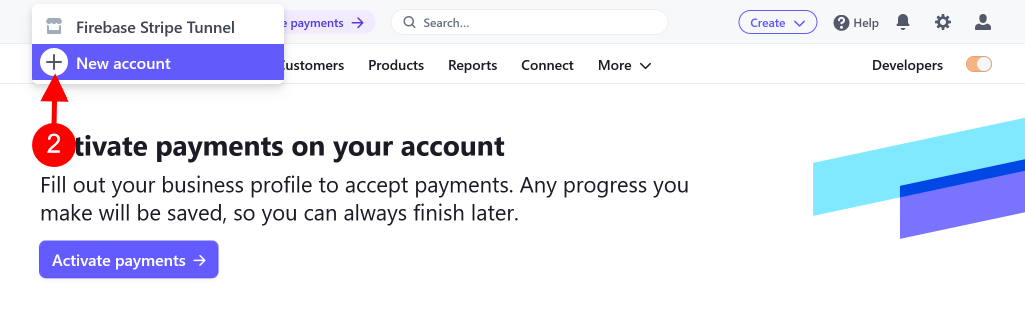 Firebase Stripe Tunnel
e payments →
Search...
Create
Help
New account
ustomers
Products
Reports
Connect
More
Developers
2
tivate payments on your account
Fill out your business profile to accept payments. Any progress you
make will be saved, so you can always finish later.
Activate payments →